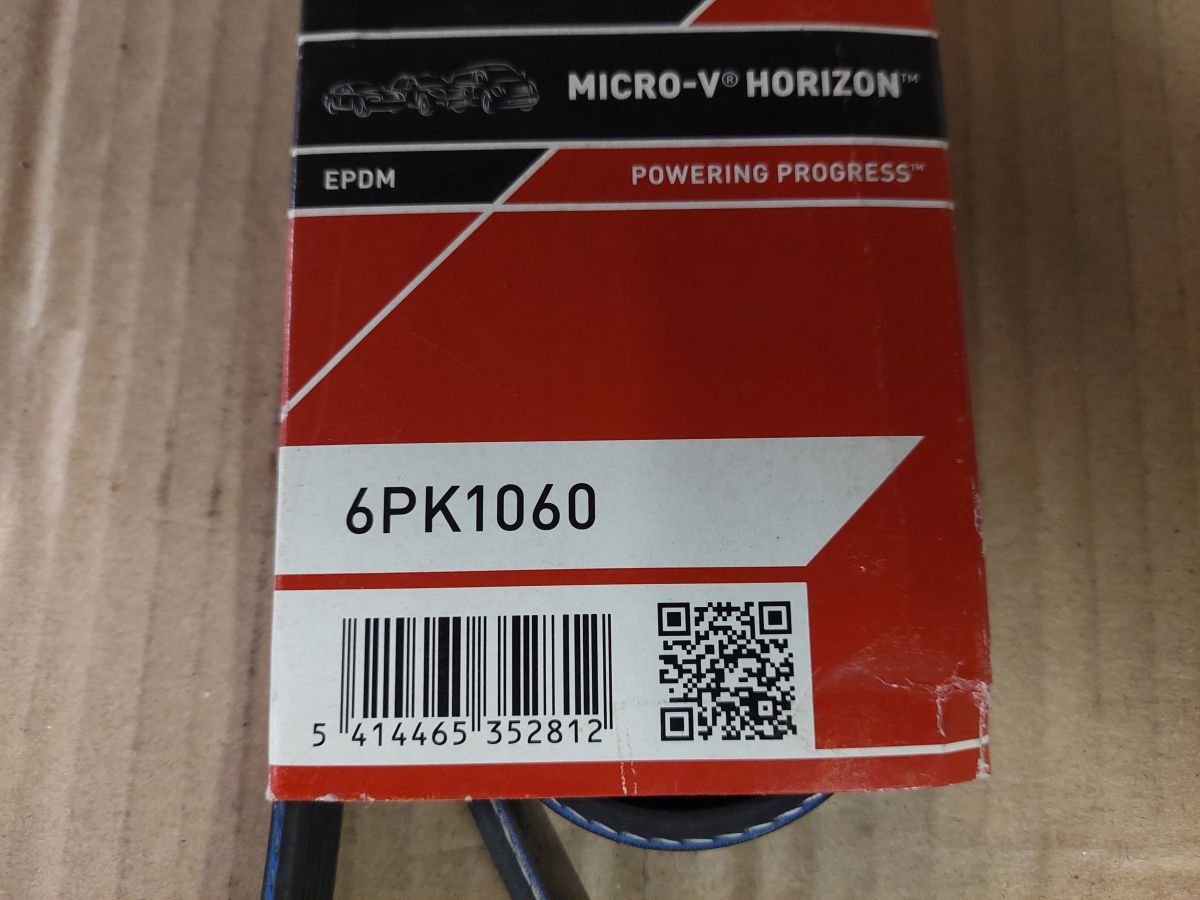 MICRO-V® HORIZON™
EPDM
POWERING PROGRESS™
6PK1060
5 414465 352812